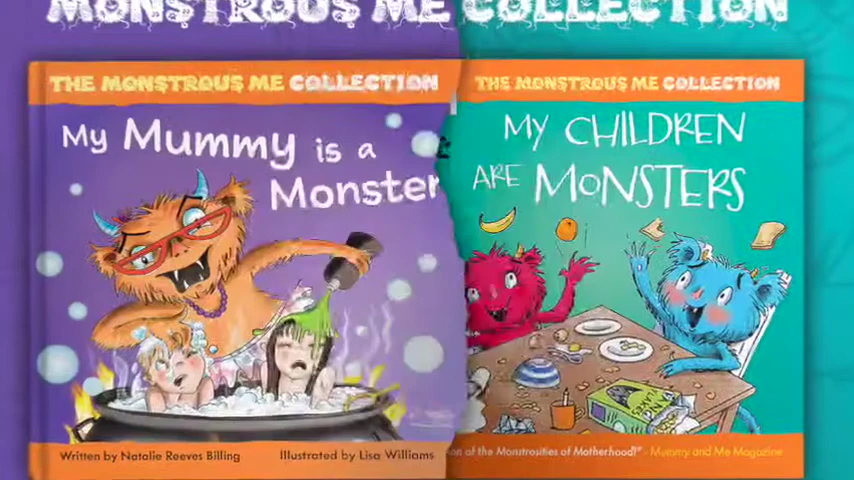 MONSTROUS ME COLLECTION
THE MONSTROUS ME COLLECTION
My Mummy is a
Monster
Written by Natalie Reeves Billing
Illustrated by Lisa Williams
THE MONSTROUS ME COLLECTION
MY CHILDREN
ARE MONSTERS
of the Monstrosities of Motherhood!" - Mummy and Me Magazine